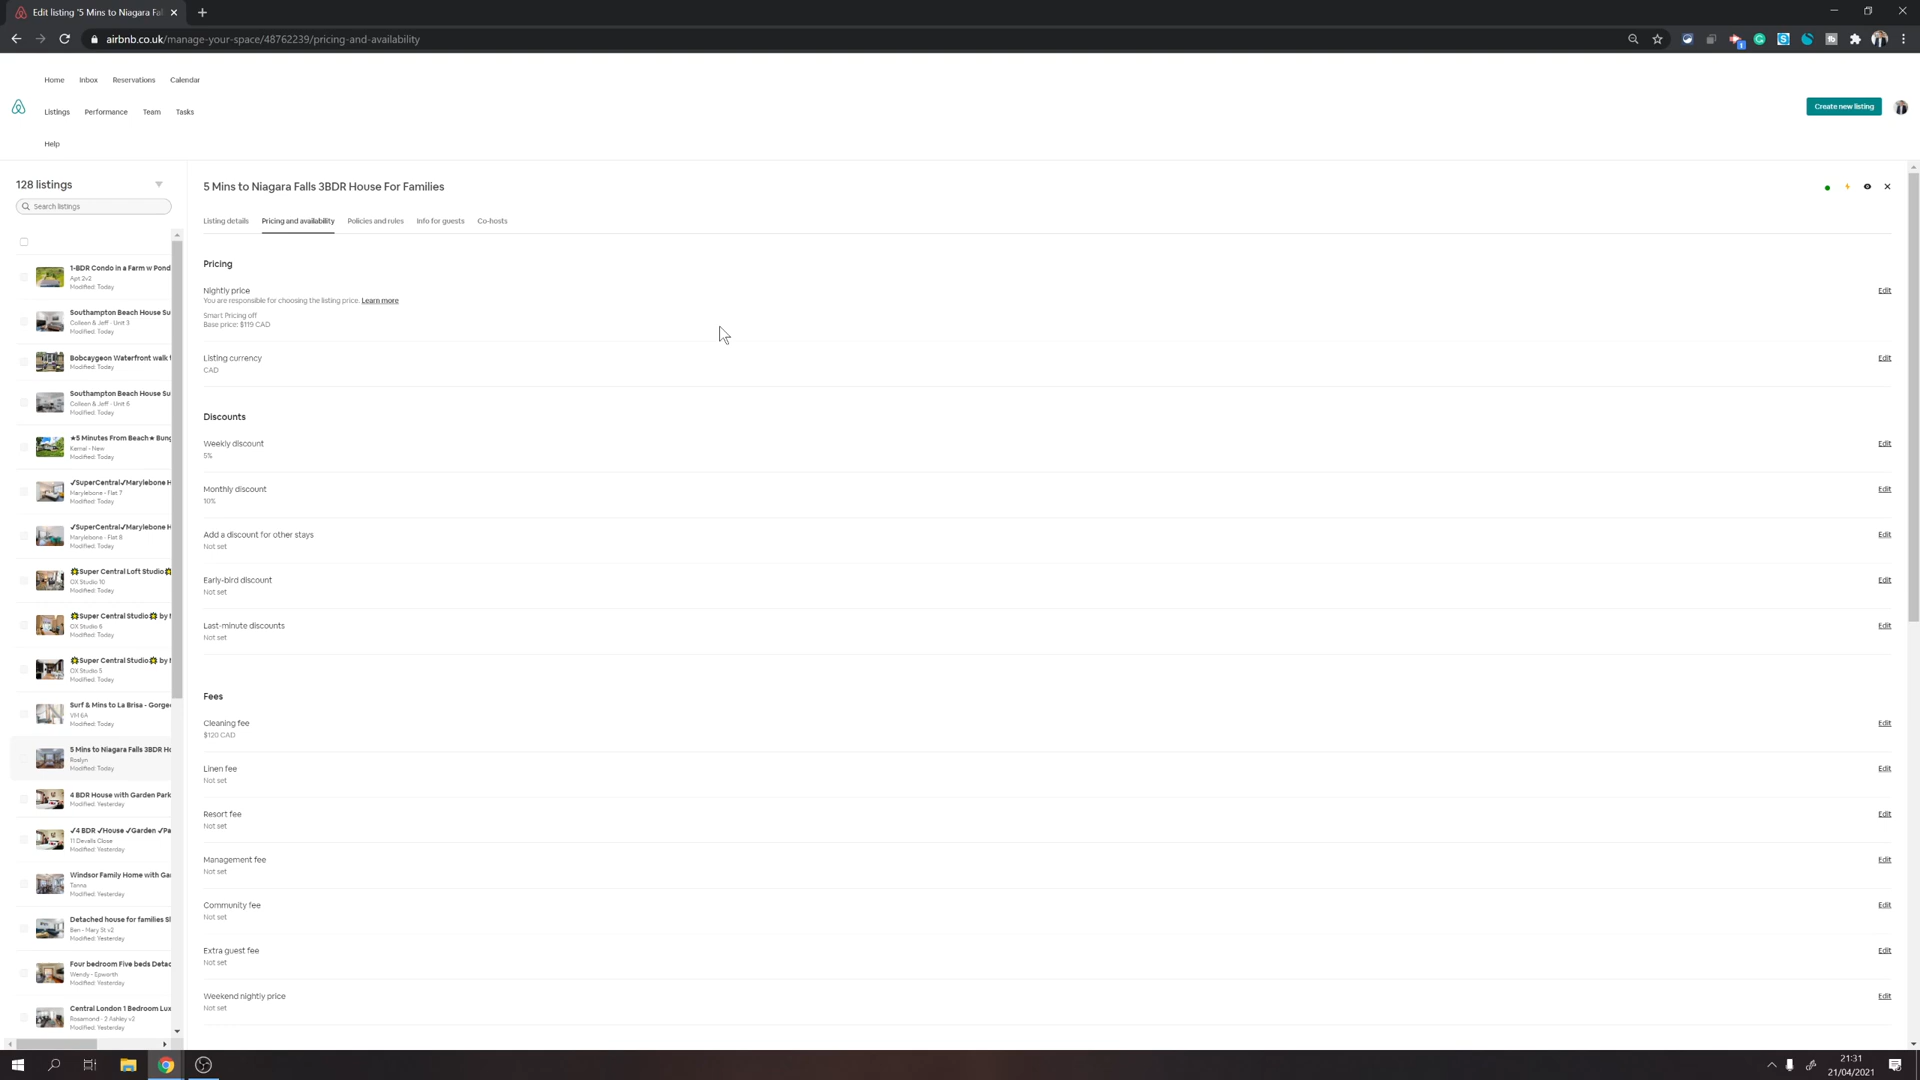 Edit listing '5 Mins to Niagara Fal
airbnb.co.uk/manage-your-space/48762239/pricing-and-availability
Home Inbox Reservations Calendar
Listings Performance Team Tasks
Help
Create new listing
128 listings
Search listings
1-BDR Condo in a Farm w Pond
Apt 2v2
Modified: Today
Southampton Beach House Su
Colleen & Jeff - Unit 3
Modified: Today
Bobcaygeon Waterfront walk t
Modified: Today
Southampton Beach House Su
Colleen & Jeff - Unit 6
Modified: Today
★5 Minutes From Beach★ Bung
Kemal - New
Modified: Today
✓SuperCentral✓Marylebone H
Marylebone - Flat 7
Modified: Today
✓SuperCentral✓Marylebone H
Marylebone - Flat 8
Modified: Today
Super Central Loft Studio
OX Studio 10
Modified: Today
Super Central Studio by
OX Studio 6
Modified: Today
Super Central Studio by
OX Studio 5
Modified: Today
Surf & Mins to La Brisa - Gorge
VM 6A
Modified: Today
5 Mins to Niagara Falls 3BDR Ho
Roslyn
Modified: Today
4 BDR House with Garden Park
Modified: Yesterday
✓4 BDR ✓House ✓Garden ✓Pa
11 Devalls Close
Modified: Yesterday
Windsor Family Home with Ga
Modified: Yesterday
Detached house for families Sl
Ben - Mary St v2
Modified: Yesterday
Four bedroom Five beds Detac
Wendy - Epworth
Modified: Yesterday
Central London 1 Bedroom Lux
Rosamond - 2 Ashley v2
Modified: Yesterday
5 Mins to Niagara Falls 3BDR House For Families
Listing details Pricing and availability Policies and rules Info for guests Co-hosts
Pricing
Nightly price Edit
You are responsible for choosing the listing price. Learn more
Smart Pricing off
Base price: $119 CAD
Listing currency Edit
CAD
Discounts
Weekly discount Edit
5%
Monthly discount Edit
10%
Add a discount for other stays Edit
Not set
Early-bird discount Edit
Not set
Last-minute discounts Edit
Not set
Fees
Cleaning fee Edit
$120 CAD
Linen fee Edit
Not set
Resort fee Edit
Not set
Management fee Edit
Not set
Community fee Edit
Not set
Extra guest fee Edit
Not set
Weekend nightly price Edit
Not set
21:31
21/04/2021